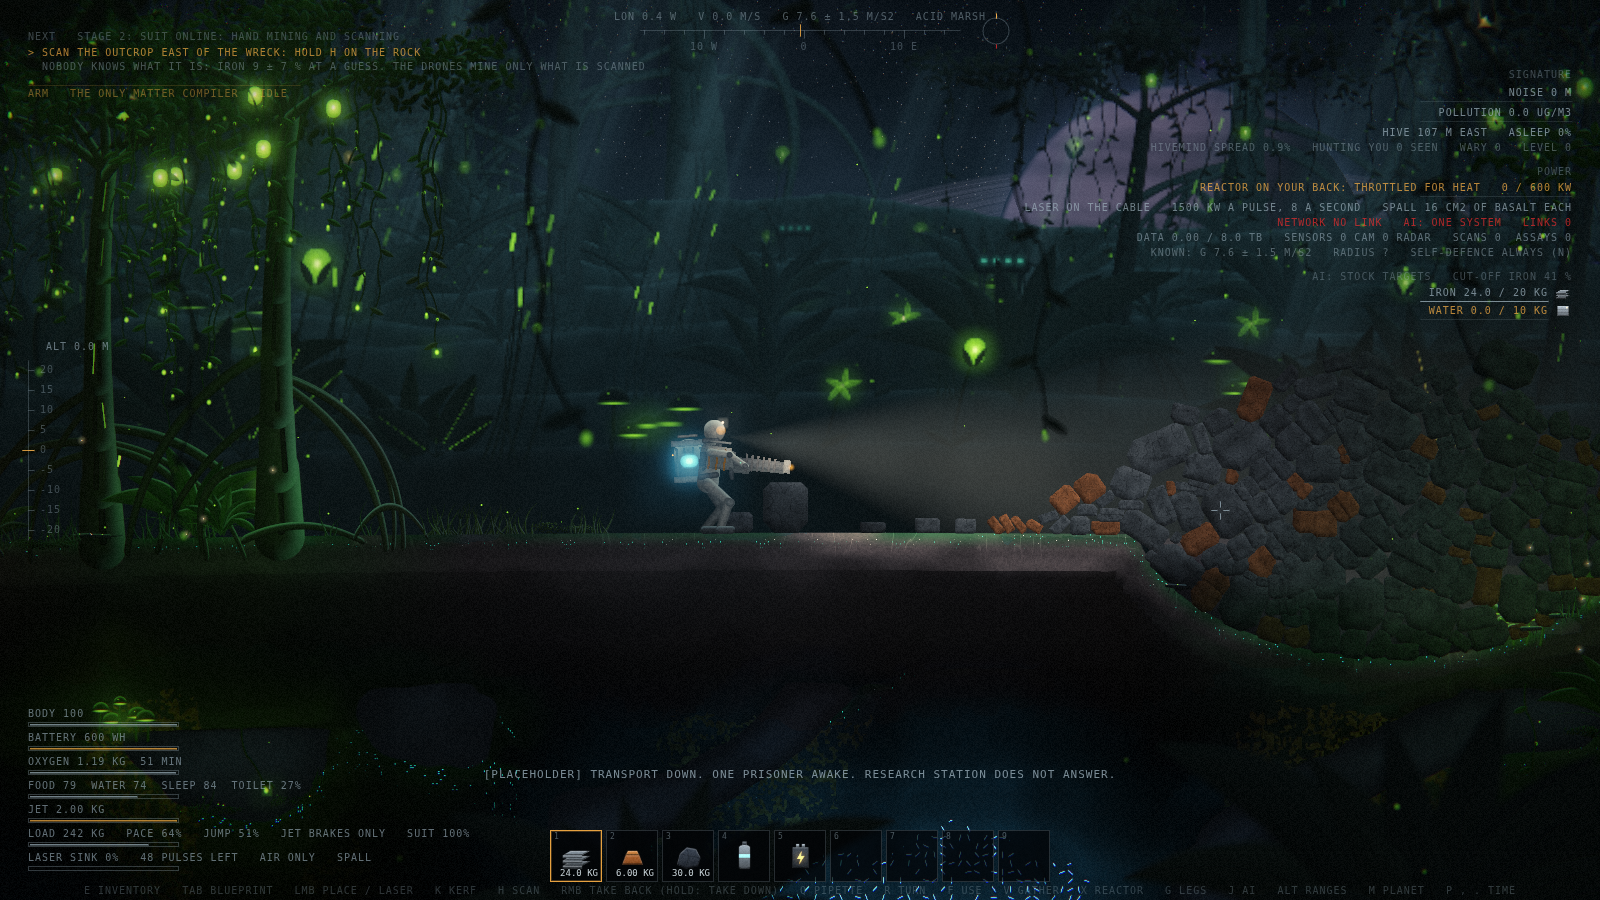 LON 0.4 W   V 0.0 M/S   G 7.6 ± 1.5 M/S2   ACID MARSH
10 W   0   10 E
NEXT   STAGE 2: SUIT ONLINE: HAND MINING AND SCANNING
> SCAN THE OUTCROP EAST OF THE WRECK: HOLD H ON THE ROCK
NOBODY KNOWS WHAT IT IS: IRON 9 ± 7 % AT A GUESS. THE DRONES MINE ONLY WHAT IS SCANNED
ARM   THE ONLY MATTER COMPILER   IDLE
SIGNATURE
NOISE 0 M
POLLUTION 0.0 UG/M3
HIVE 107 M EAST   ASLEEP 0%
HIVEMIND SPREAD 0.9%   HUNTING YOU 0 SEEN   WARY 0   LEVEL 0
POWER
REACTOR ON YOUR BACK: THROTTLED FOR HEAT   0 / 600 KW
LASER ON THE CABLE   1500 KW A PULSE, 8 A SECOND   SPALL 16 CM2 OF BASALT EACH
NETWORK NO LINK   AI: ONE SYSTEM   LINKS 0
DATA 0.00 / 8.0 TB   SENSORS 0 CAM 0 RADAR   SCANS 0   ASSAYS 0
KNOWN: G 7.6 ± 1.5 M/S2   RADIUS ?   SELF-DEFENCE ALWAYS (N)
AI: STOCK TARGETS   CUT-OFF IRON 41 %
IRON 24.0 / 20 KG
WATER 0.0 / 10 KG
ALT 0.0 M
20
15
10
5
0
-5
-10
-15
-20
BODY 100
BATTERY 600 WH
OXYGEN 1.19 KG   51 MIN
FOOD 79   WATER 74   SLEEP 84   TOILET 27%
JET 2.00 KG
LOAD 242 KG   PACE 64%   JUMP 51%   JET BRAKES ONLY   SUIT 100%
LASER SINK 0%   48 PULSES LEFT   AIR ONLY   SPALL
[PLACEHOLDER] TRANSPORT DOWN. ONE PRISONER AWAKE. RESEARCH STATION DOES NOT ANSWER.
1 2 3 4 5 6 7 8 9
24.0 KG   6.00 KG   30.0 KG
E INVENTORY   TAB BLUEPRINT   LMB PLACE / LASER   K KERF   H SCAN   RMB TAKE BACK (HOLD: TAKE DOWN)   Q PIPETTE   R TURN   F USE   V GATHER   X REACTOR   G LEGS   J AI   ALT RANGES   M PLANET   P , . TIME